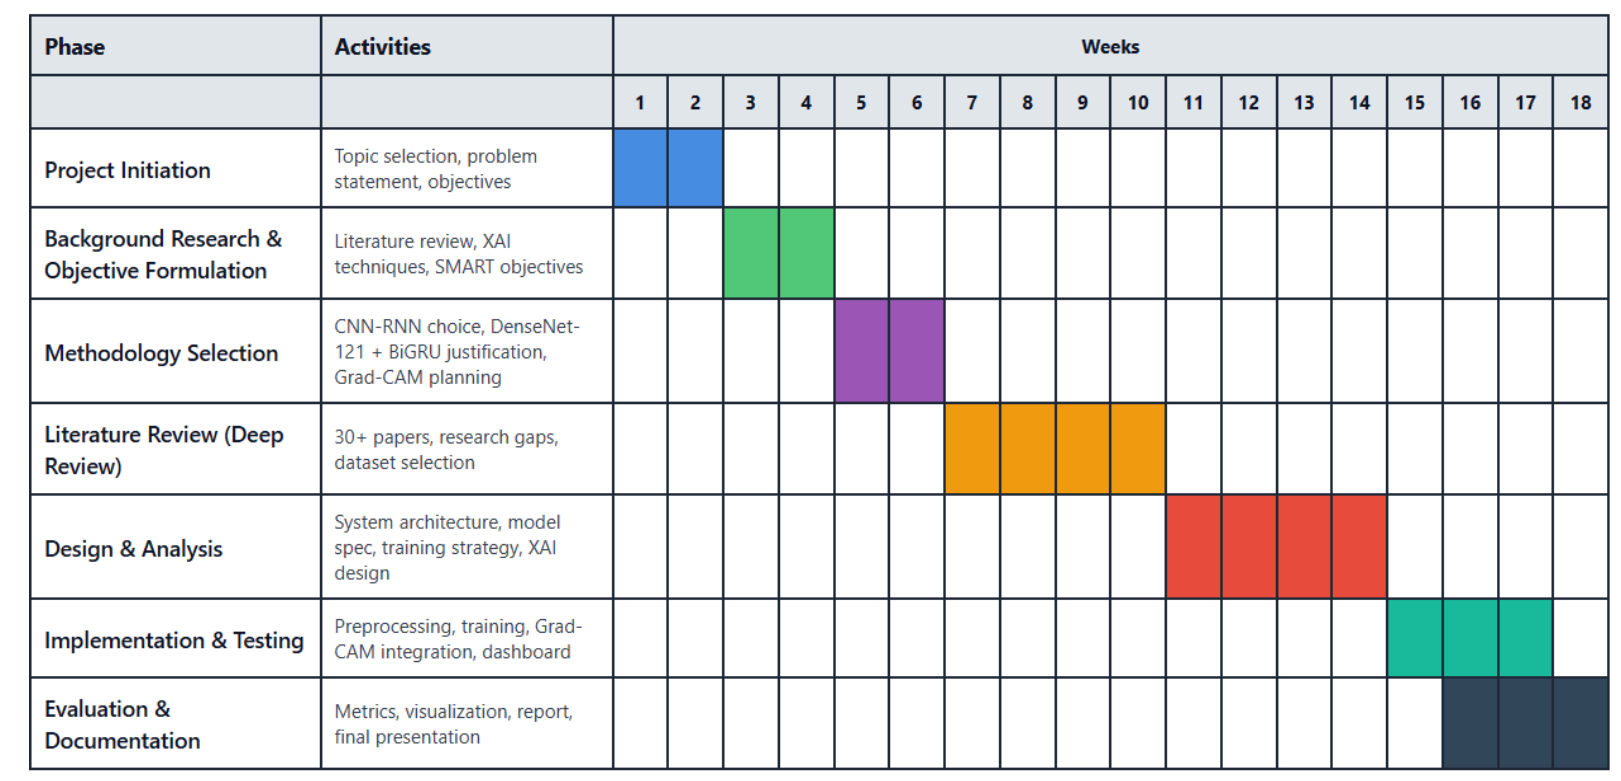 Phase
Activities
Weeks
1 2 3 4 5 6 7 8 9 10 11 12 13 14 15 16 17 18
Project Initiation
Topic selection, problem
statement, objectives
Background Research &
Objective Formulation
Literature review, XAI
techniques, SMART objectives
Methodology Selection
CNN-RNN choice, DenseNet-
121 + BiGRU justification,
Grad-CAM planning
Literature Review (Deep
Review)
30+ papers, research gaps,
dataset selection
Design & Analysis
System architecture, model
spec, training strategy, XAI
design
Implementation & Testing
Preprocessing, training, Grad-
CAM integration, dashboard
Evaluation &
Documentation
Metrics, visualization, report,
final presentation